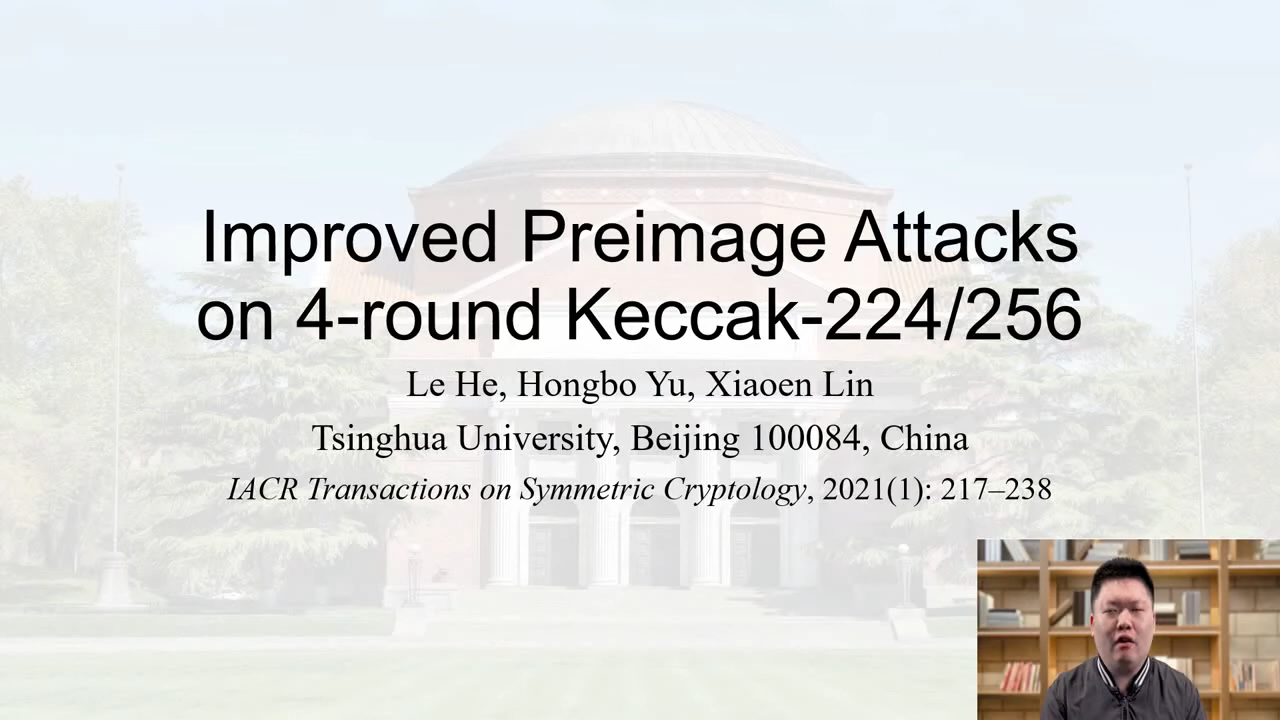 Improved Preimage Attacks
on 4-round Keccak-224/256
Le He, Hongbo Yu, Xiaoen Lin
Tsinghua University, Beijing 100084, China
IACR Transactions on Symmetric Cryptology, 2021(1): 217–238